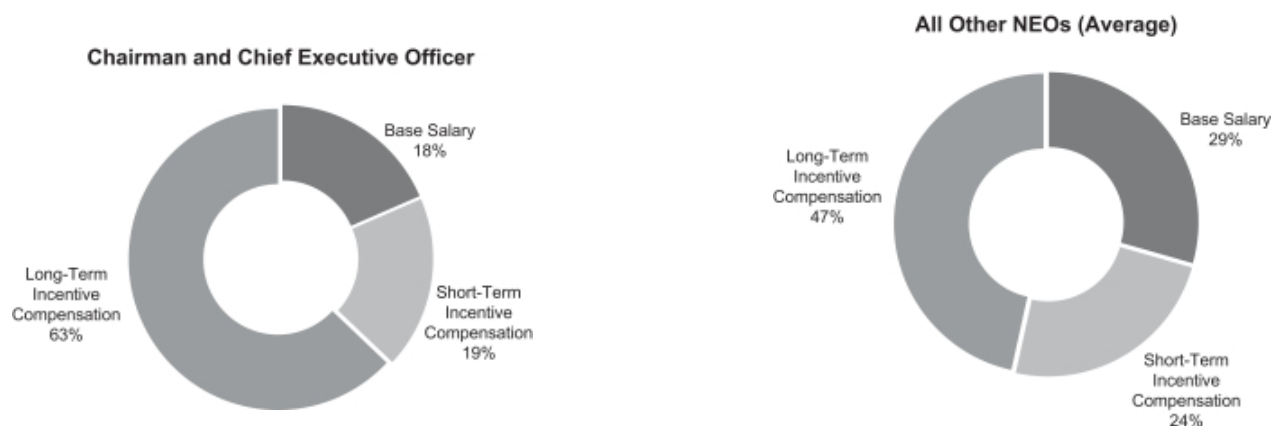 Chairman and Chief Executive Officer
Base Salary
18%
Short-Term
Incentive
Compensation
19%
Long-Term
Incentive
Compensation
63%
All Other NEOs (Average)
Base Salary
29%
Short-Term
Incentive
Compensation
24%
Long-Term
Incentive
Compensation
47%